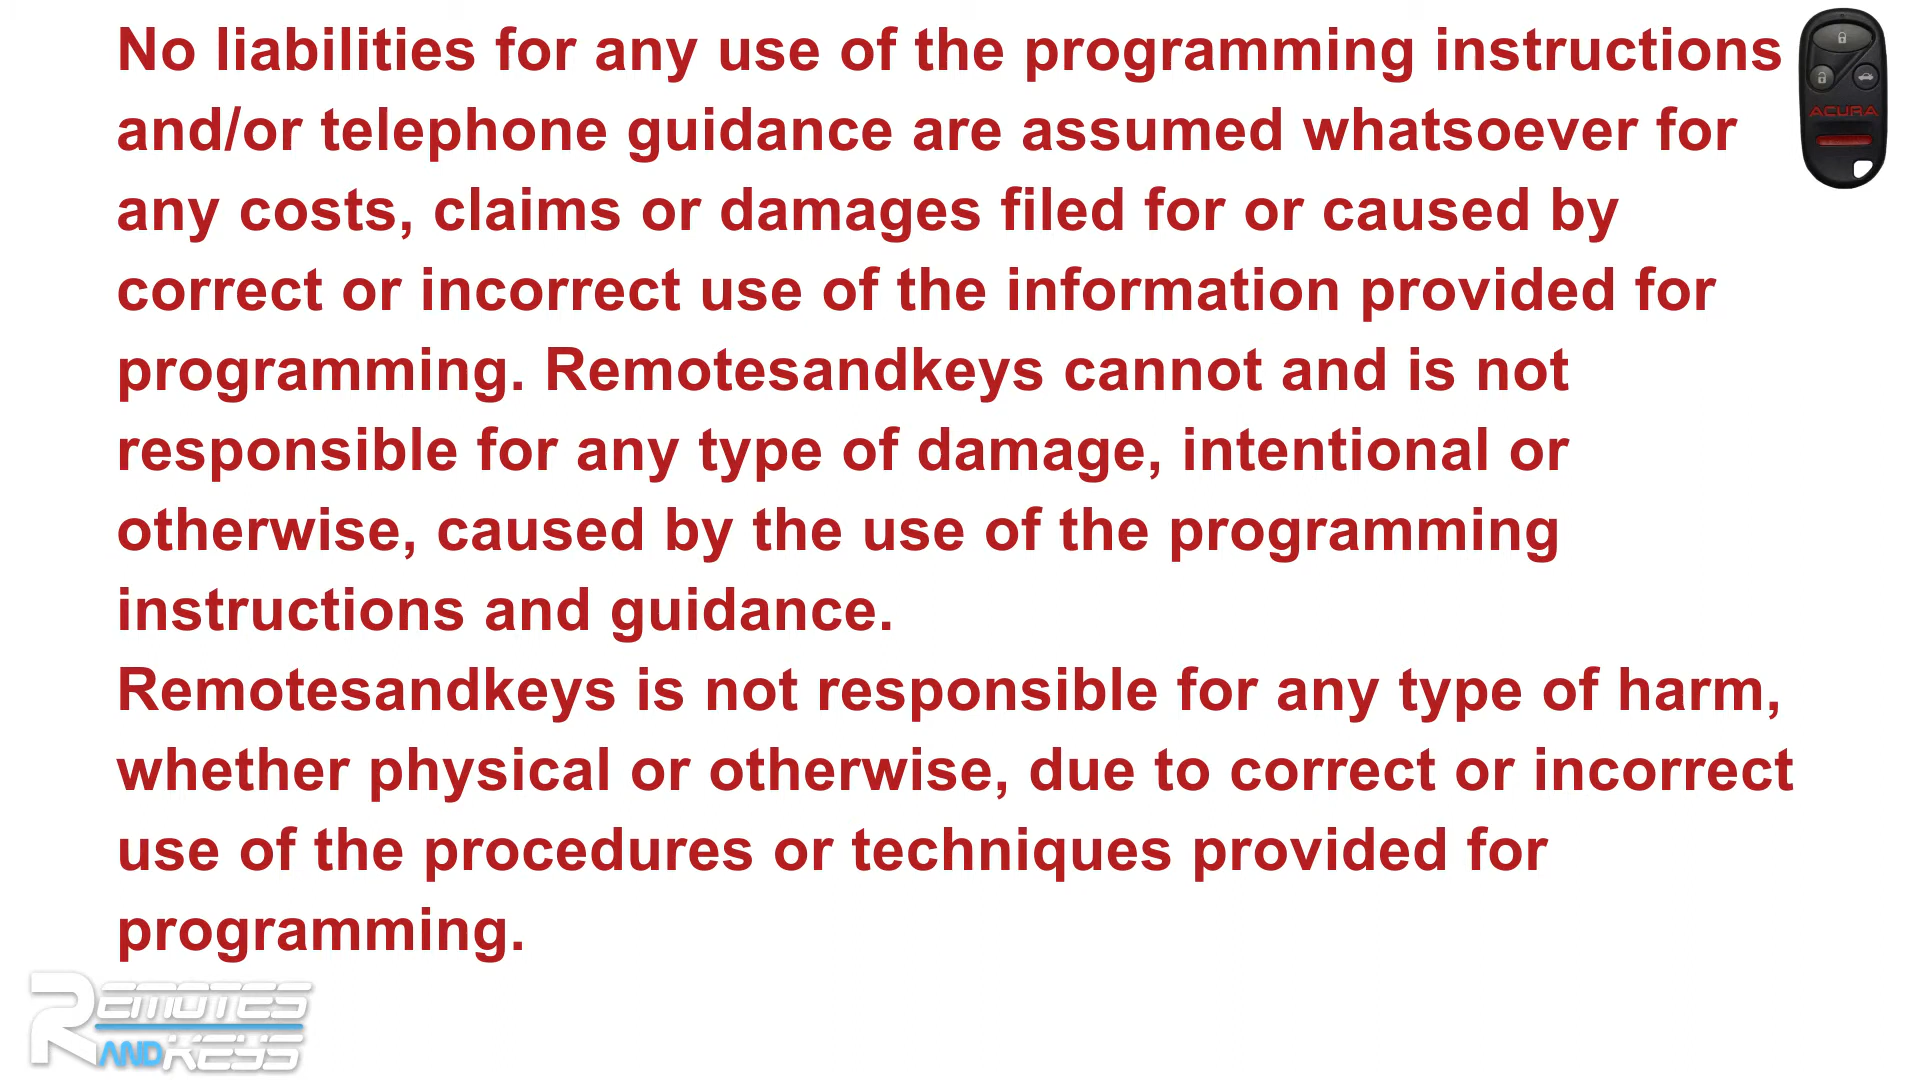 No liabilities for any use of the programming instructions
and/or telephone guidance are assumed whatsoever for
any costs, claims or damages filed for or caused by
correct or incorrect use of the information provided for
programming. Remotesandkeys cannot and is not
responsible for any type of damage, intentional or
otherwise, caused by the use of the programming
instructions and guidance.
Remotesandkeys is not responsible for any type of harm,
whether physical or otherwise, due to correct or incorrect
use of the procedures or techniques provided for
programming.
ACURA
REMOTES
AND KEYS